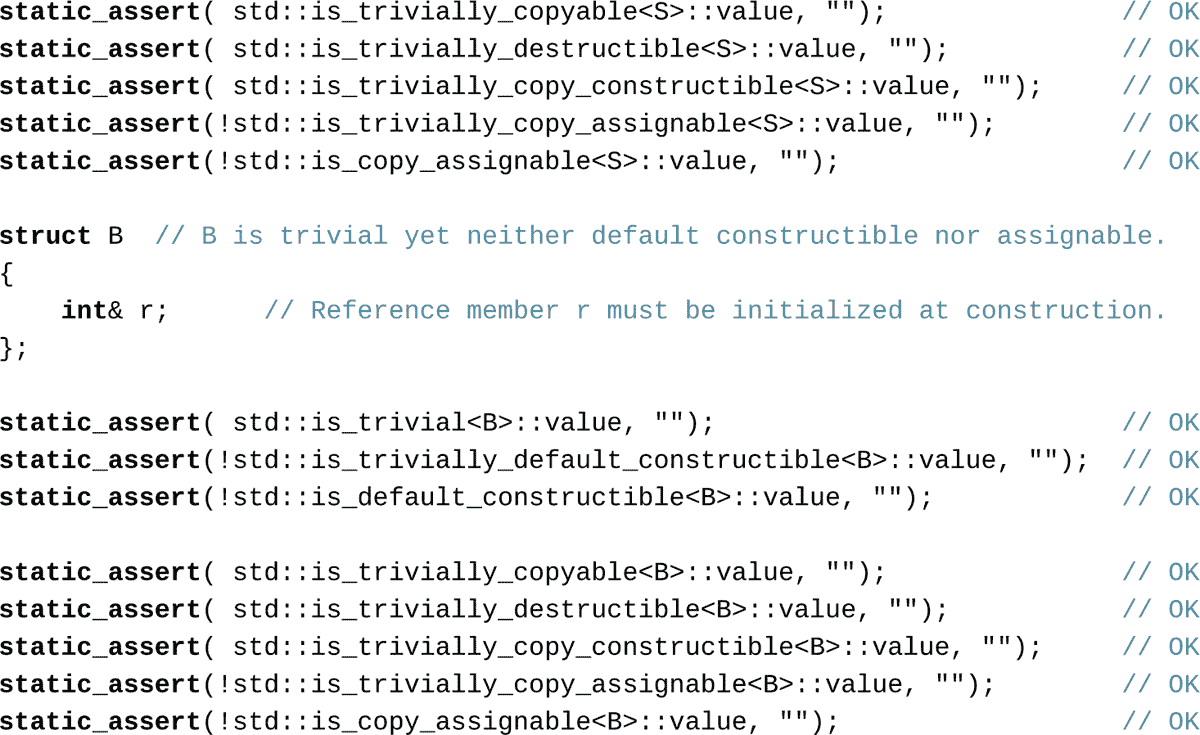 static_assert( std::is_trivially_copyable<S>::value, "");               // OK
static_assert( std::is_trivially_destructible<S>::value, "");           // OK
static_assert( std::is_trivially_copy_constructible<S>::value, "");     // OK
static_assert(!std::is_trivially_copy_assignable<S>::value, "");        // OK
static_assert(!std::is_copy_assignable<S>::value, "");                  // OK

struct B  // B is trivial yet neither default constructible nor assignable.
{
    int& r;      // Reference member r must be initialized at construction.
};

static_assert( std::is_trivial<B>::value, "");                          // OK
static_assert(!std::is_trivially_default_constructible<B>::value, "");  // OK
static_assert(!std::is_default_constructible<B>::value, "");            // OK

static_assert( std::is_trivially_copyable<B>::value, "");               // OK
static_assert( std::is_trivially_destructible<B>::value, "");           // OK
static_assert( std::is_trivially_copy_constructible<B>::value, "");     // OK
static_assert(!std::is_trivially_copy_assignable<B>::value, "");        // OK
static_assert(!std::is_copy_assignable<B>::value, "");                  // OK